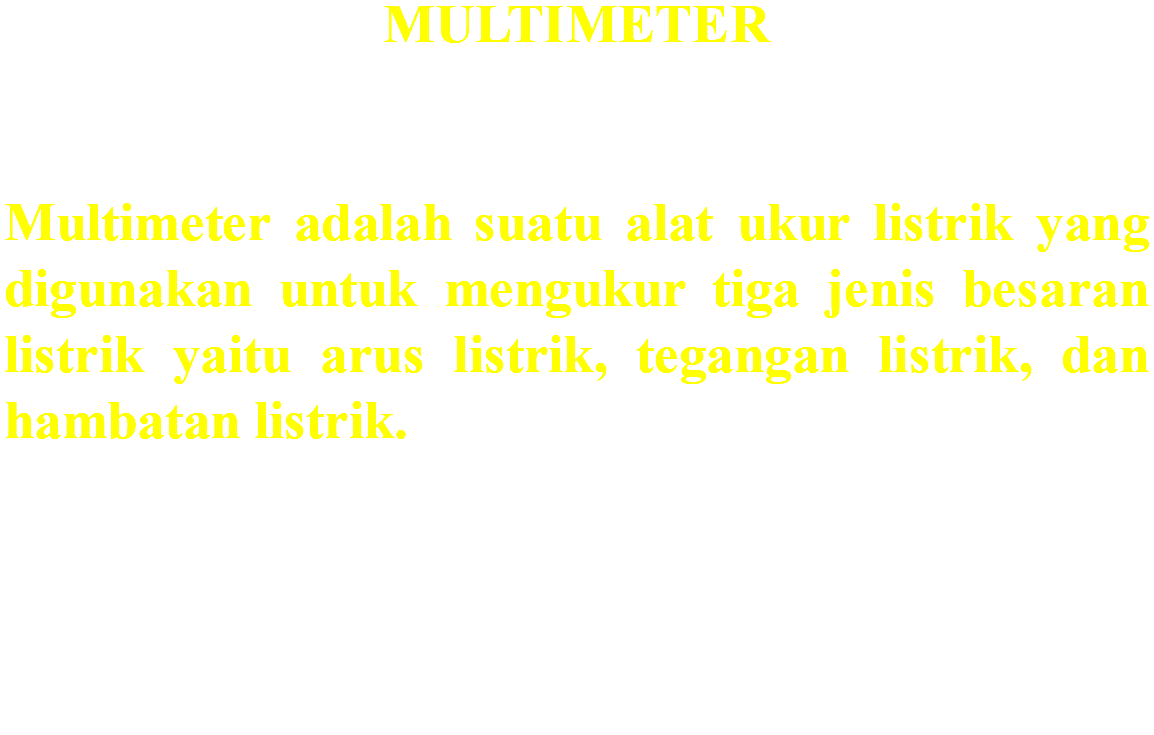 MULTIMETER
Multimeter adalah suatu alat ukur listrik yang
digunakan untuk mengukur tiga jenis besaran
listrik yaitu arus listrik, tegangan listrik, dan
hambatan listrik.